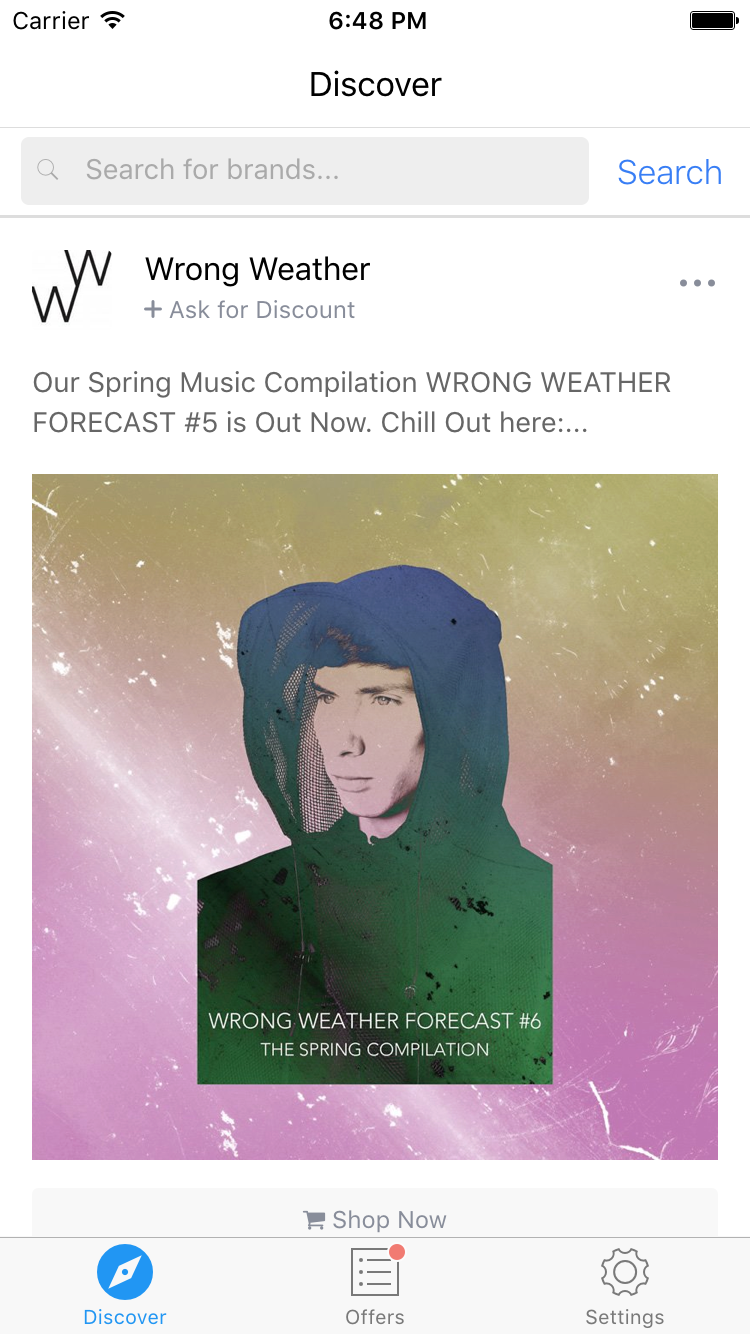 Carrier 6:48 PM
Discover
Search for brands... Search
WW
Wrong Weather
+ Ask for Discount
Our Spring Music Compilation WRONG WEATHER
FORECAST #5 is Out Now. Chill Out here:...
WRONG WEATHER FORECAST #6
THE SPRING COMPILATION
Shop Now
Discover Offers Settings